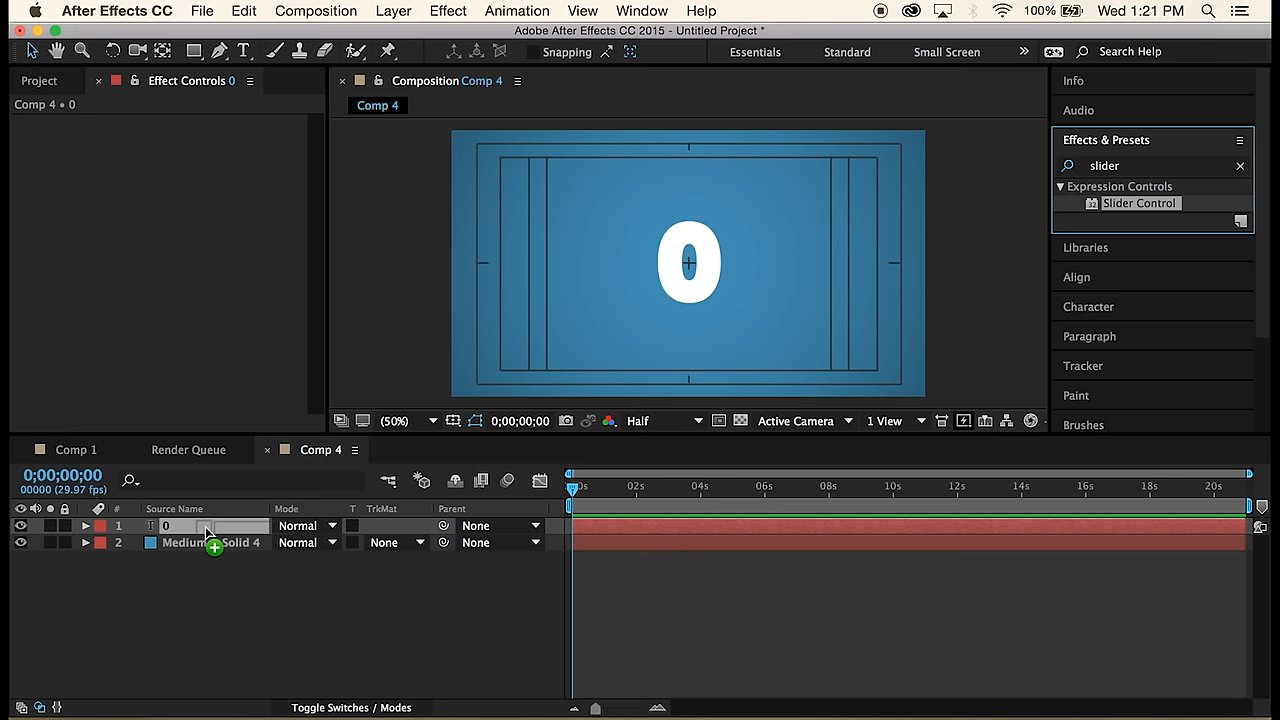 After Effects CC File Edit Composition Layer Effect Animation View Window Help 100% Wed 1:21 PM
Adobe After Effects CC 2015 - Untitled Project *
T Snapping Essentials Standard Small Screen Search Help
Project × Effect Controls 0 × Composition Comp 4 Info
Comp 4 • 0
Comp 4
Audio
Effects & Presets
slider
Expression Controls
32 Slider Control
0
Libraries
Align
Character
Paragraph
Tracker
Paint
Brushes
(50%) 0;00;00;00 Half Active Camera 1 View
Comp 1 Render Queue × Comp 4
0;00;00;00
00000 (29.97 fps)
0s 02s 04s 06s 08s 10s 12s 14s 16s 18s 20s
# Source Name Mode T TrkMat Parent
1 T 0 Normal None
2 Medium Solid 4 Normal None None
Toggle Switches / Modes